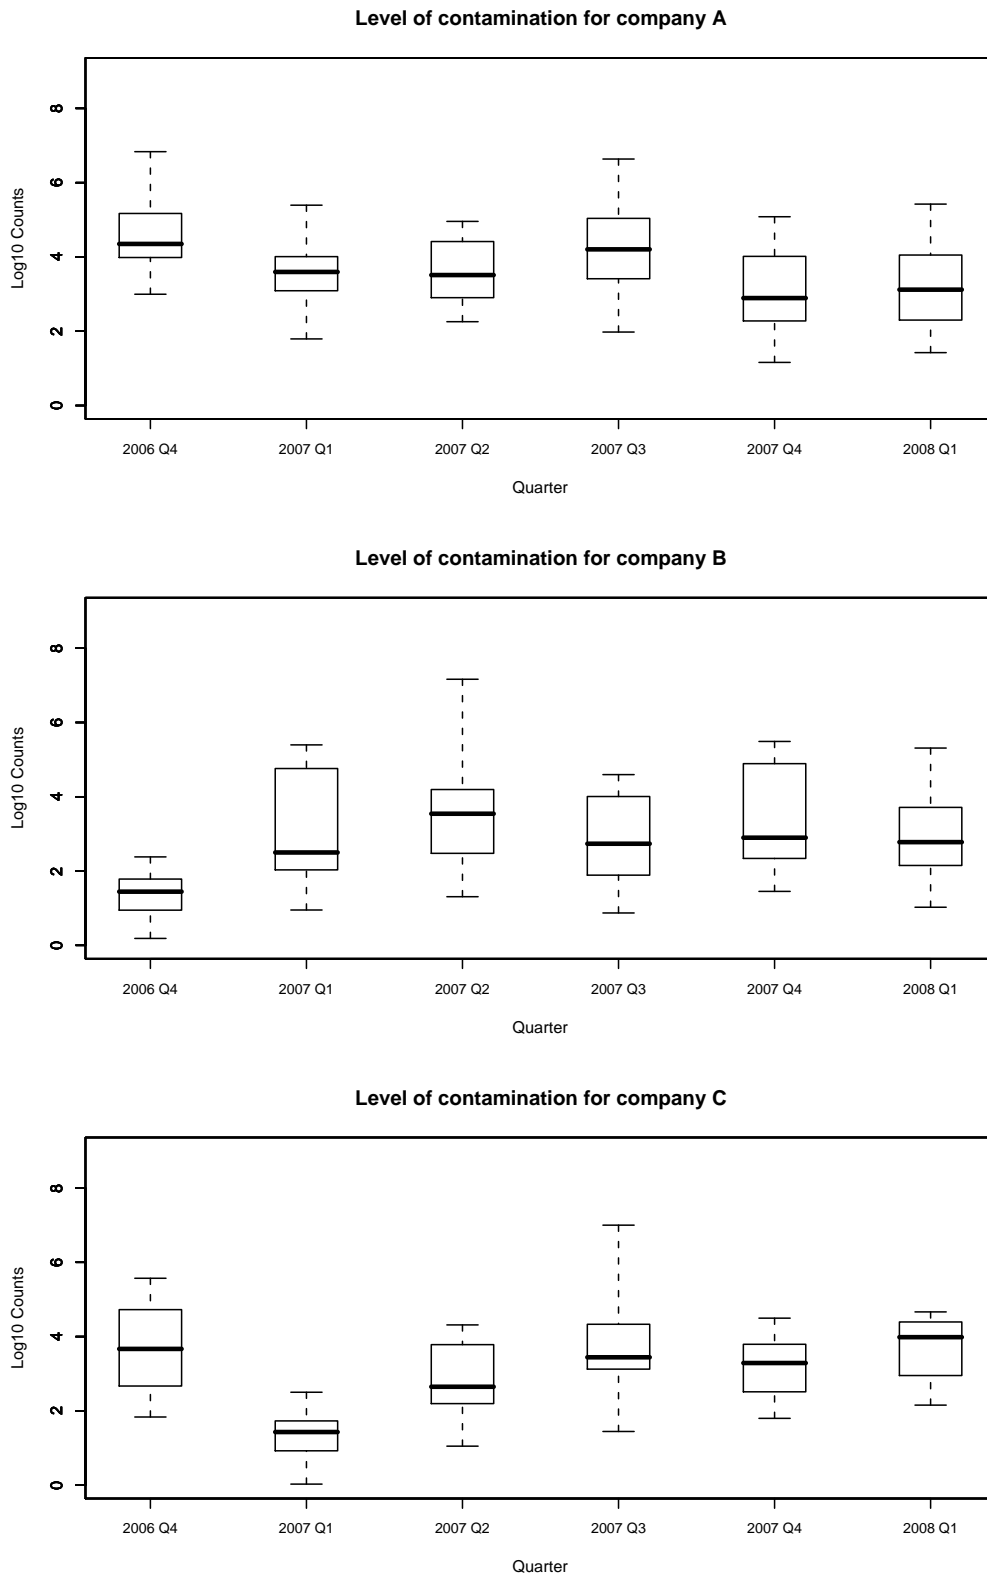 Level of contamination for company A
Log10 Counts
8
6
4
2
0
2006 Q4 2007 Q1 2007 Q2 2007 Q3 2007 Q4 2008 Q1
Quarter
Level of contamination for company B
Log10 Counts
8
6
4
2
0
2006 Q4 2007 Q1 2007 Q2 2007 Q3 2007 Q4 2008 Q1
Quarter
Level of contamination for company C
Log10 Counts
8
6
4
2
0
2006 Q4 2007 Q1 2007 Q2 2007 Q3 2007 Q4 2008 Q1
Quarter